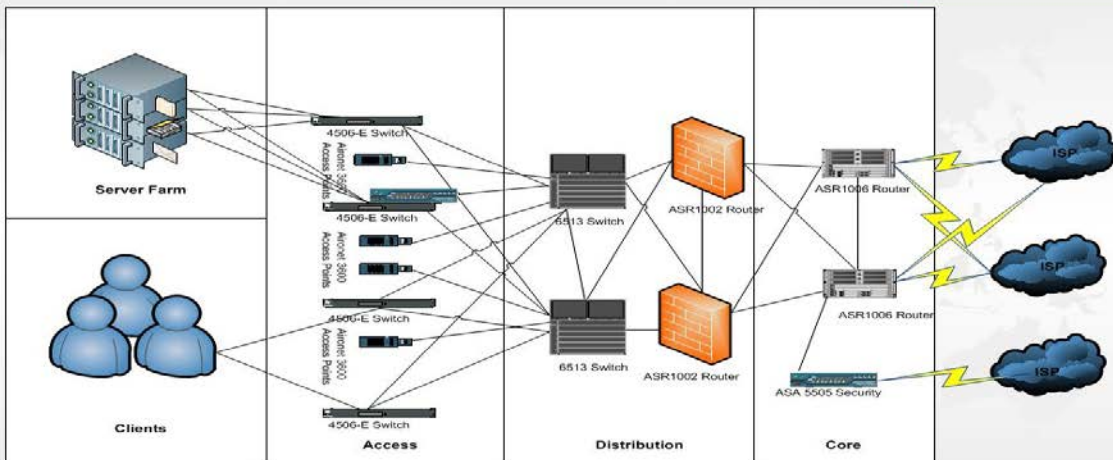 Server Farm
Clients
4506-E Switch
Aironet 3600
Access Points
4506-E Switch
Aironet 3600
Access Points
4506-E Switch
Aironet 3600
Access Points
4506-E Switch
Access
6513 Switch
6513 Switch
ASR1002 Router
ASR1002 Router
Distribution
ASR1006 Router
ASR1006 Router
ASA 5505 Security
Core
ISP
ISP
ISP